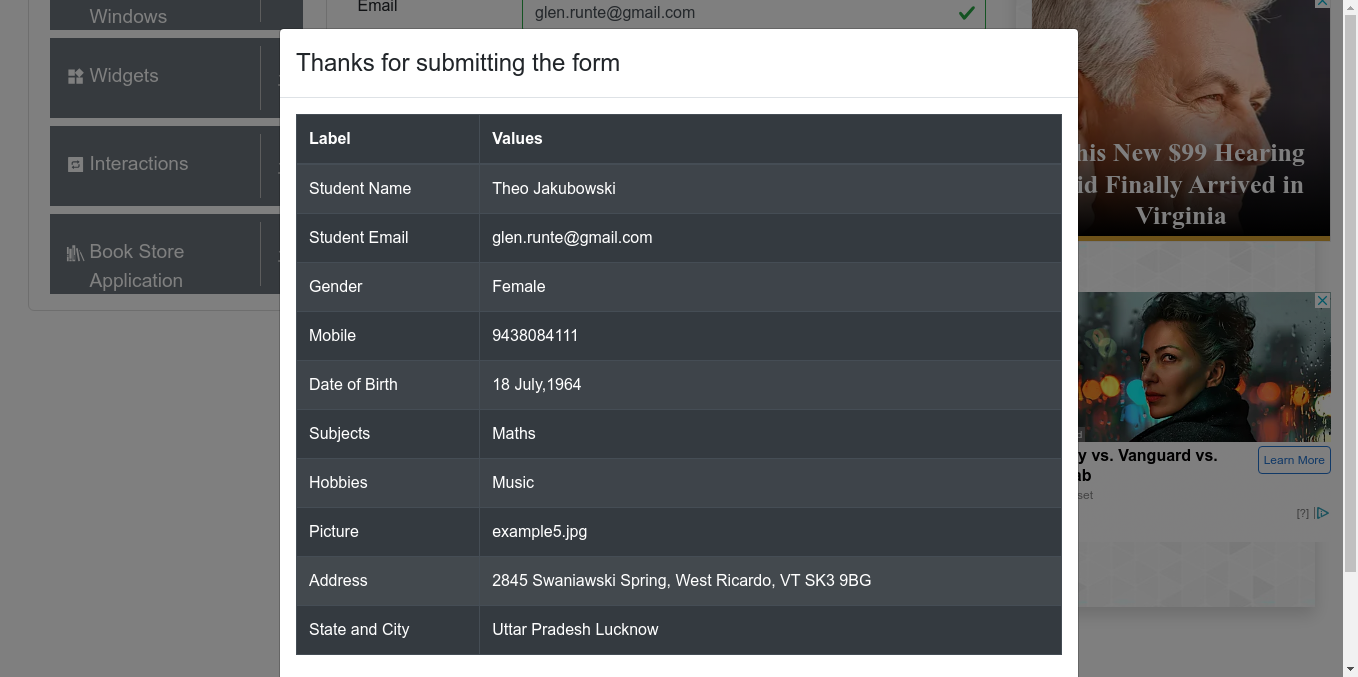 Windows
Widgets
Interactions
Book Store
Application
Email
glen.runte@gmail.com
Thanks for submitting the form
Label Values
Student Name Theo Jakubowski
Student Email glen.runte@gmail.com
Gender Female
Mobile 9438084111
Date of Birth 18 July,1964
Subjects Maths
Hobbies Music
Picture example5.jpg
Address 2845 Swaniawski Spring, West Ricardo, VT SK3 9BG
State and City Uttar Pradesh Lucknow
his New $99 Hearing
id Finally Arrived in
Virginia
y vs. Vanguard vs.
ab
set
Learn More
[?]